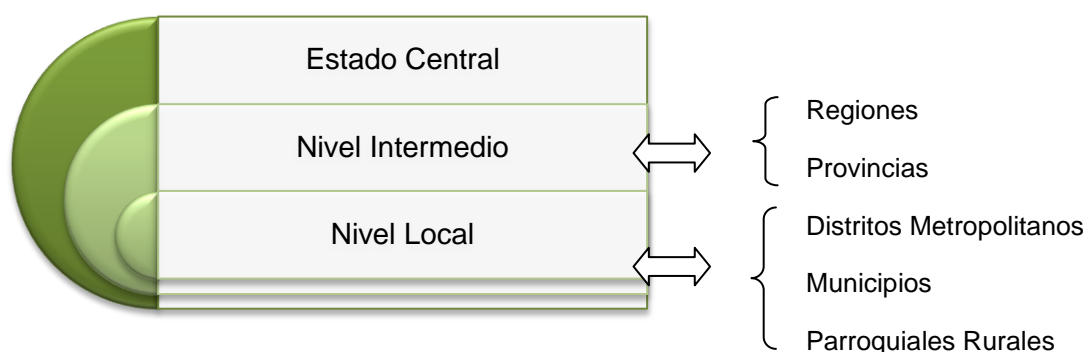 Estado Central
Nivel Intermedio
Nivel Local
Regiones
Provincias
Distritos Metropolitanos
Municipios
Parroquiales Rurales